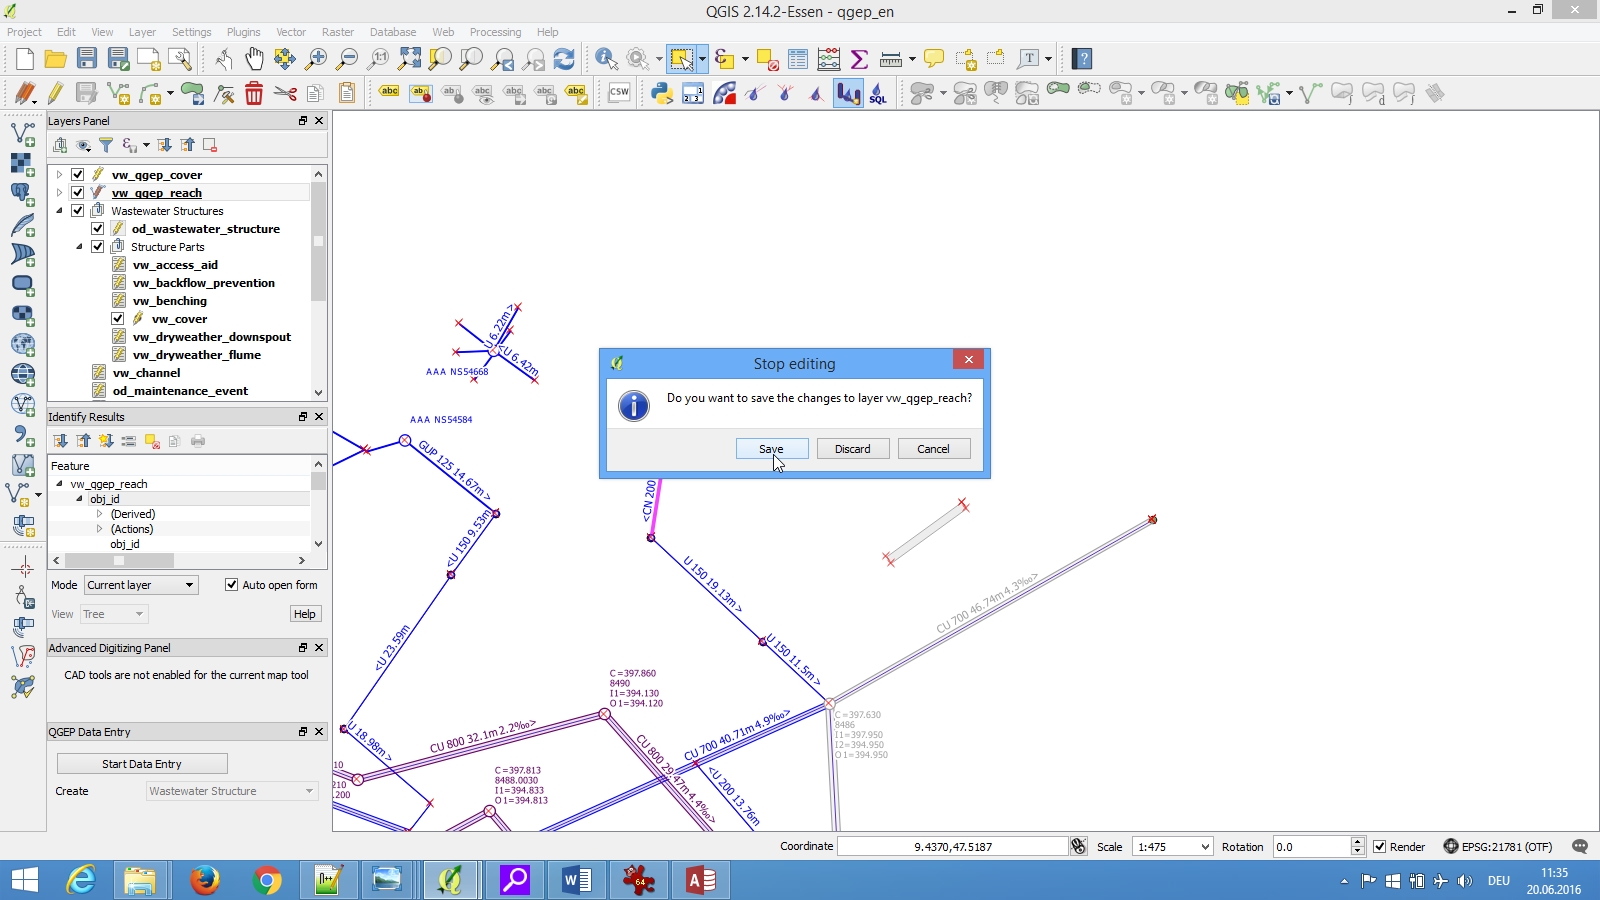 QGIS 2.14.2-Essen - qgep_en
Project Edit View Layer Settings Plugins Vector Raster Database Web Processing Help
Layers Panel
vw_qgep_cover
vw_qgep_reach
Wastewater Structures
od_wastewater_structure
Structure Parts
vw_access_aid
vw_backflow_prevention
vw_benching
vw_cover
vw_dryweather_downspout
vw_dryweather_flume
vw_channel
od_maintenance_event
Identify Results
Feature
vw_qgep_reach
obj_id
(Derived)
(Actions)
obj_id
Mode Current layer Auto open form
View Tree Help
Advanced Digitizing Panel
CAD tools are not enabled for the current map tool
QGEP Data Entry
Start Data Entry
Create Wastewater Structure
abc
CSW
SQL
U 6.22m>
<U 6.42m
AAA NS54668
AAA NS54584
GUP 125 14.67m>
<U 150 9.53m
<U 23.59m
U 18.98m>
Stop editing
Do you want to save the changes to layer vw_qgep_reach?
Save Discard Cancel
<CN 200
U 150 19.13m>
U 150 11.5m>
CU 700 46.74m 4.3‰>
C=397.860
8490
I1=394.130
O1=394.120
CU 800 32.1m 2.2‰>
CU 800 29.47m 4.4‰>
CU 700 40.71m 4.9‰>
<U 200 13.76m
C=397.630
8486
I1=397.950
I2=394.950
O1=394.950
C=397.813
8488.0030
I1=394.833
O1=394.813
10
210
.200
Coordinate 9.4370,47.5187 Scale 1:475 Rotation 0.0 Render EPSG:21781 (OTF)
DEU
11:35
20.06.2016